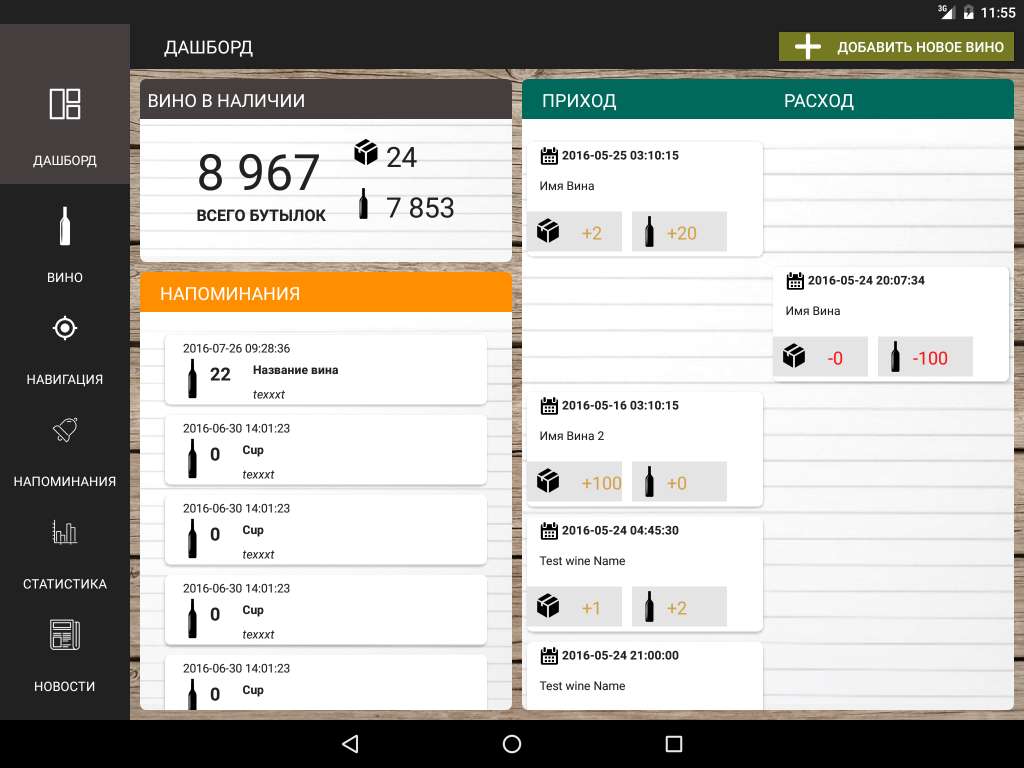 3G 11:55
ДАШБОРД
ДОБАВИТЬ НОВОЕ ВИНО
ДАШБОРД
ВИНО
НАВИГАЦИЯ
НАПОМИНАНИЯ
СТАТИСТИКА
НОВОСТИ
ВИНО В НАЛИЧИИ
8 967
ВСЕГО БУТЫЛОК
24
7 853
НАПОМИНАНИЯ
2016-07-26 09:28:36
22 Название вина
texxxt
2016-06-30 14:01:23
0 Cup
texxxt
2016-06-30 14:01:23
0 Cup
texxxt
2016-06-30 14:01:23
0 Cup
texxxt
2016-06-30 14:01:23
0 Cup
ПРИХОД РАСХОД
2016-05-25 03:10:15
Имя Вина
+2 +20
2016-05-24 20:07:34
Имя Вина
-0 -100
2016-05-16 03:10:15
Имя Вина 2
+100 +0
2016-05-24 04:45:30
Test wine Name
+1 +2
2016-05-24 21:00:00
Test wine Name